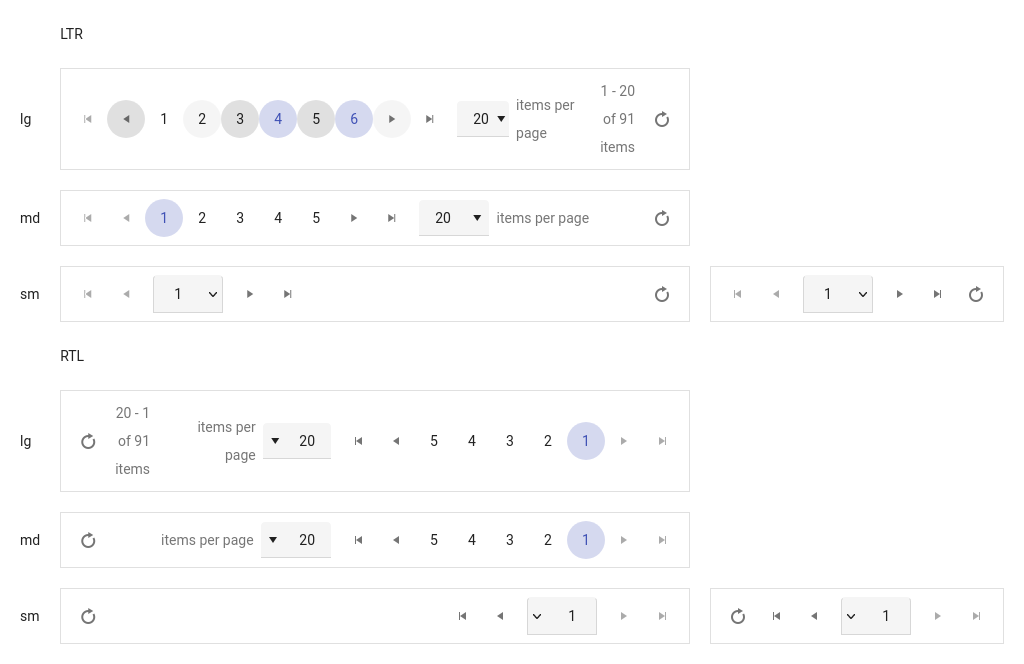 LTR
lg
1 2 3 4 5 6
20
items per
page
1 - 20
of 91
items
md
1 2 3 4 5
20
items per page
sm
1
1
RTL
lg
20 - 1
of 91
items
items per
page
20
5 4 3 2 1
md
items per page
20
5 4 3 2 1
sm
1
1